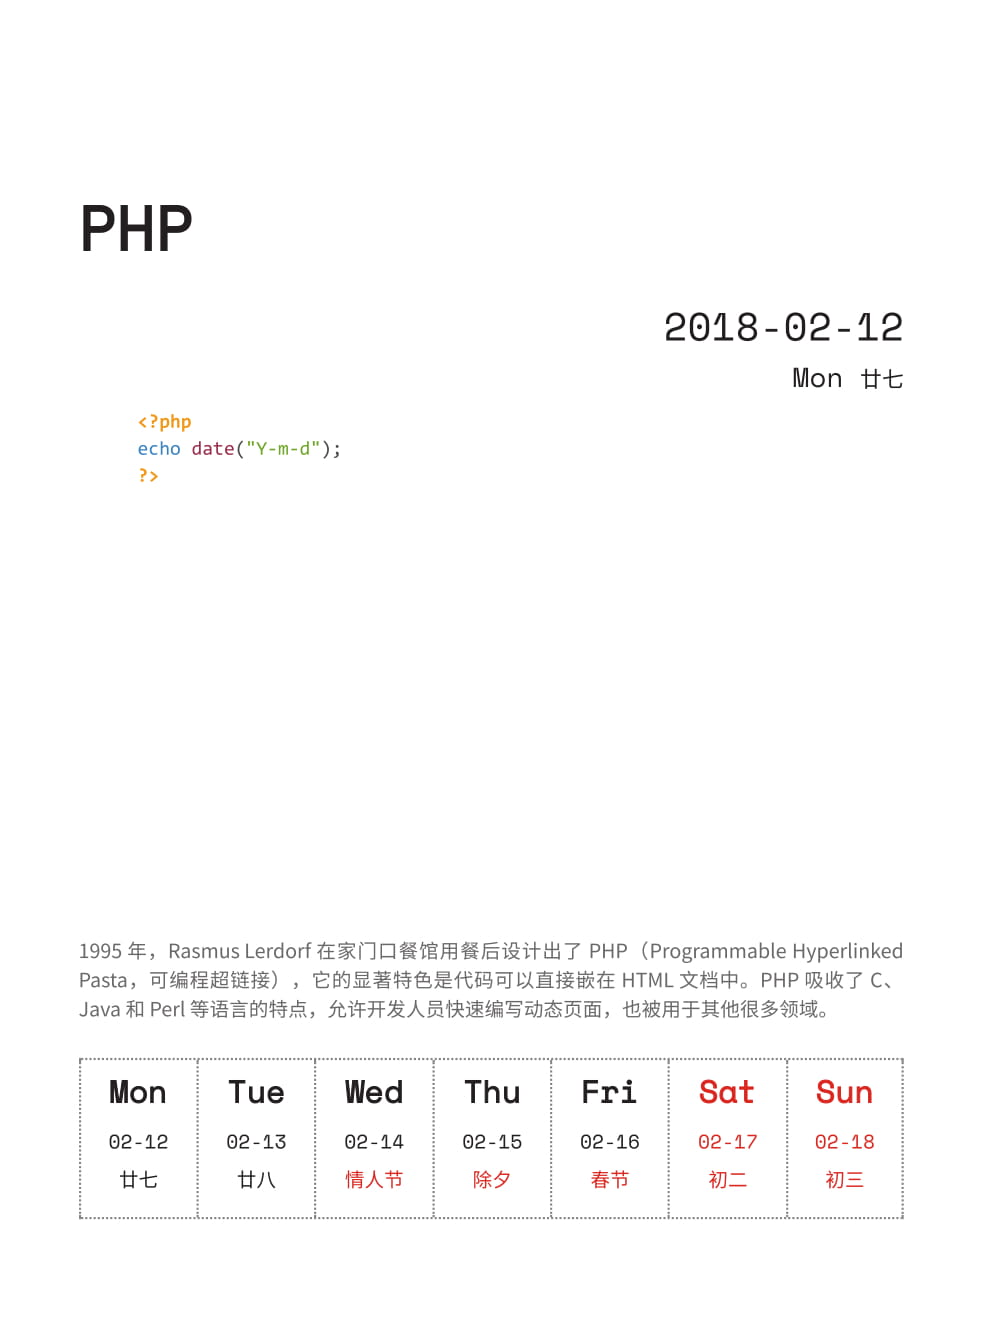 PHP
2018-02-12
Mon 廿七
<?php
echo date("Y-m-d");
?>
1995 年，Rasmus Lerdorf 在家门口餐馆用餐后设计出了 PHP（Programmable Hyperlinked
Pasta，可编程超链接），它的显著特色是代码可以直接嵌在 HTML 文档中。PHP 吸收了 C、
Java 和 Perl 等语言的特点，允许开发人员快速编写动态页面，也被用于其他很多领域。
Mon Tue Wed Thu Fri Sat Sun
02-12 02-13 02-14 02-15 02-16 02-17 02-18
廿七 廿八 情人节 除夕 春节 初二 初三